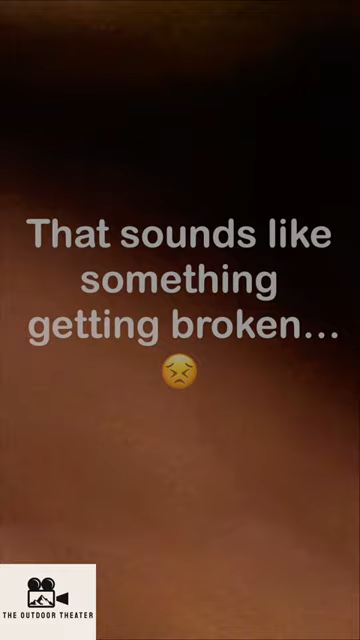 That sounds like
something
getting broken...
😣
THE OUTDOOR THEATER